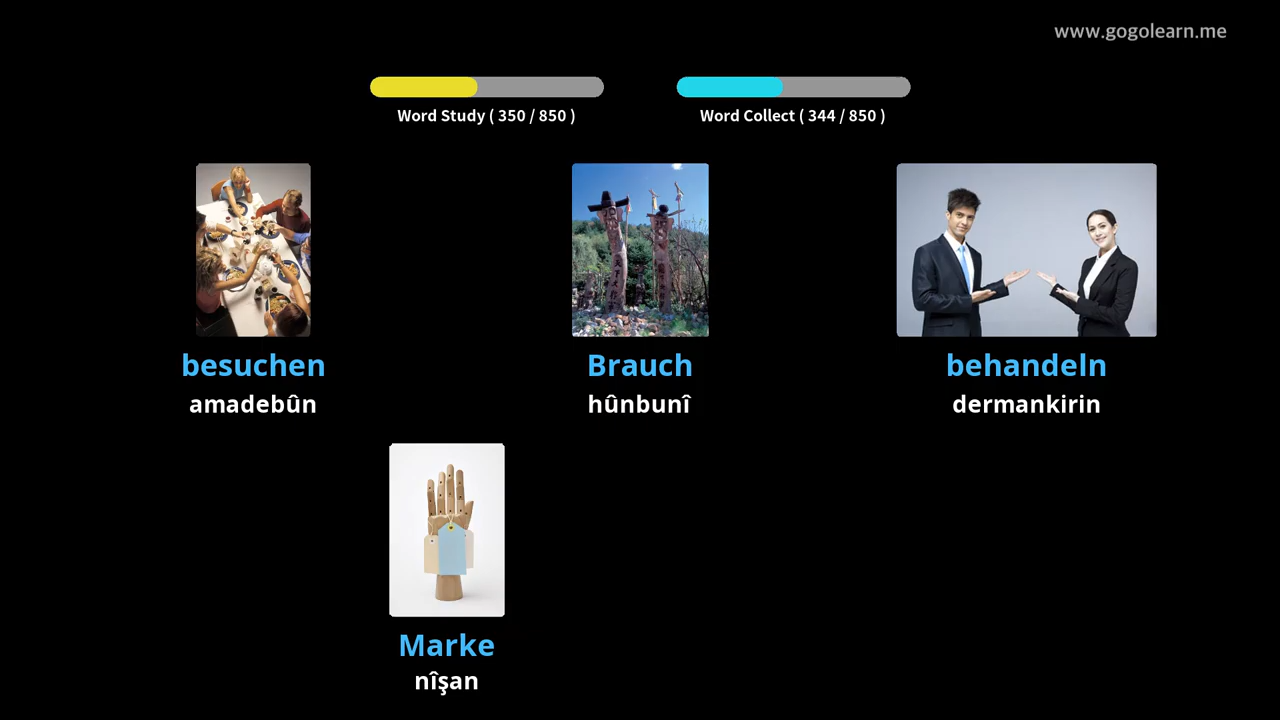 www.gogolearn.me
Word Study ( 350 / 850 )
Word Collect ( 344 / 850 )
besuchen
amadebûn
Brauch
hûnbunî
behandeln
dermankirin
Marke
nîşan